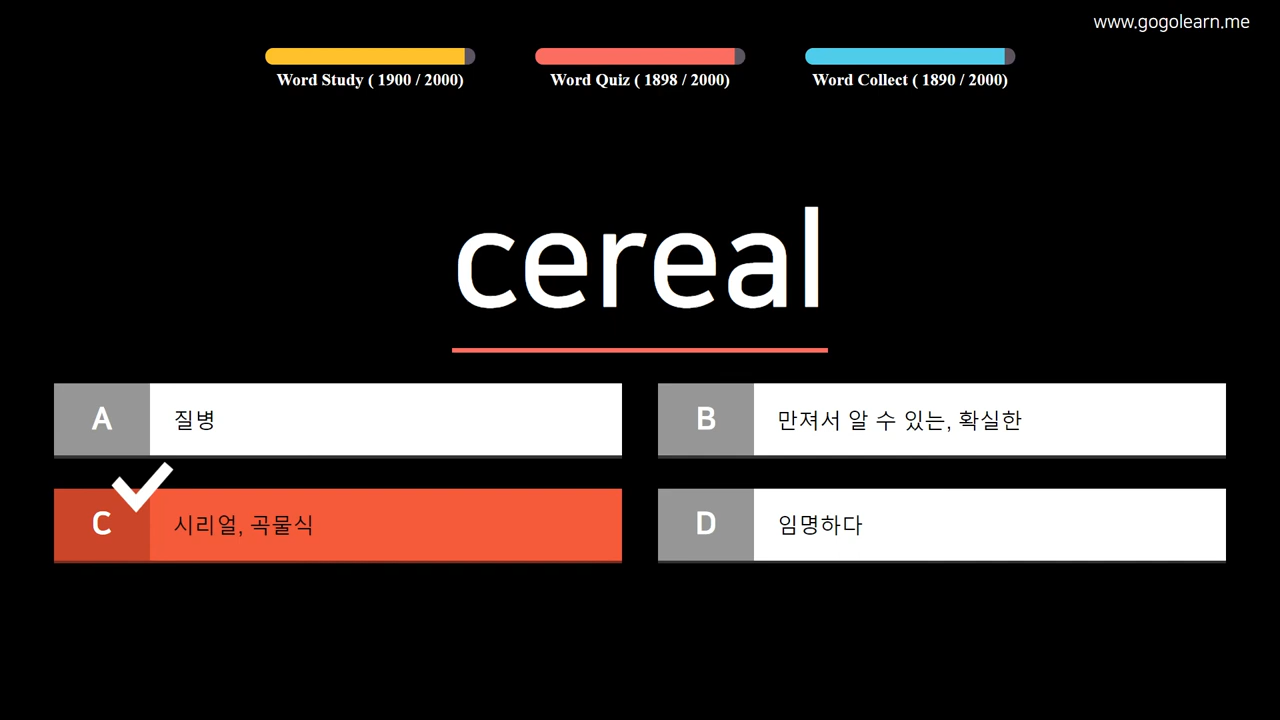 www.gogolearn.me
Word Study ( 1900 / 2000)
Word Quiz ( 1898 / 2000)
Word Collect ( 1890 / 2000)
cereal
A 질병
B 만져서 알 수 있는, 확실한
C 시리얼, 곡물식
D 임명하다